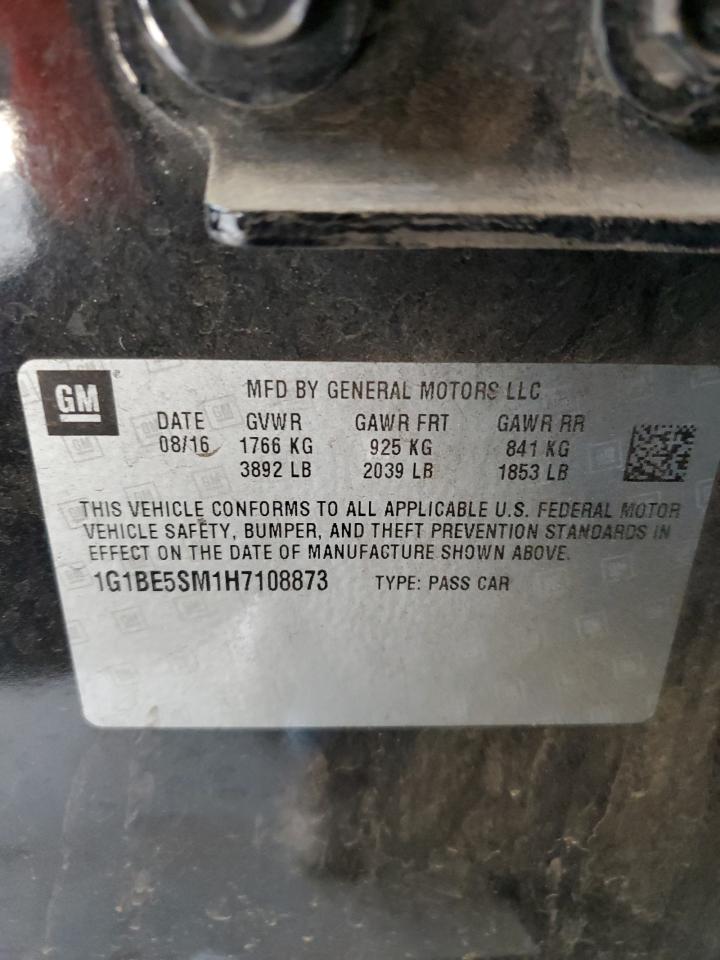 GM
MFD BY GENERAL MOTORS LLC
DATE GVWR GAWR FRT GAWR RR
08/16 1766 KG 925 KG 841 KG
3892 LB 2039 LB 1853 LB
THIS VEHICLE CONFORMS TO ALL APPLICABLE U.S. FEDERAL MOTOR
VEHICLE SAFETY, BUMPER, AND THEFT PREVENTION STANDARDS IN
EFFECT ON THE DATE OF MANUFACTURE SHOWN ABOVE.
1G1BE5SM1H7108873 TYPE: PASS CAR